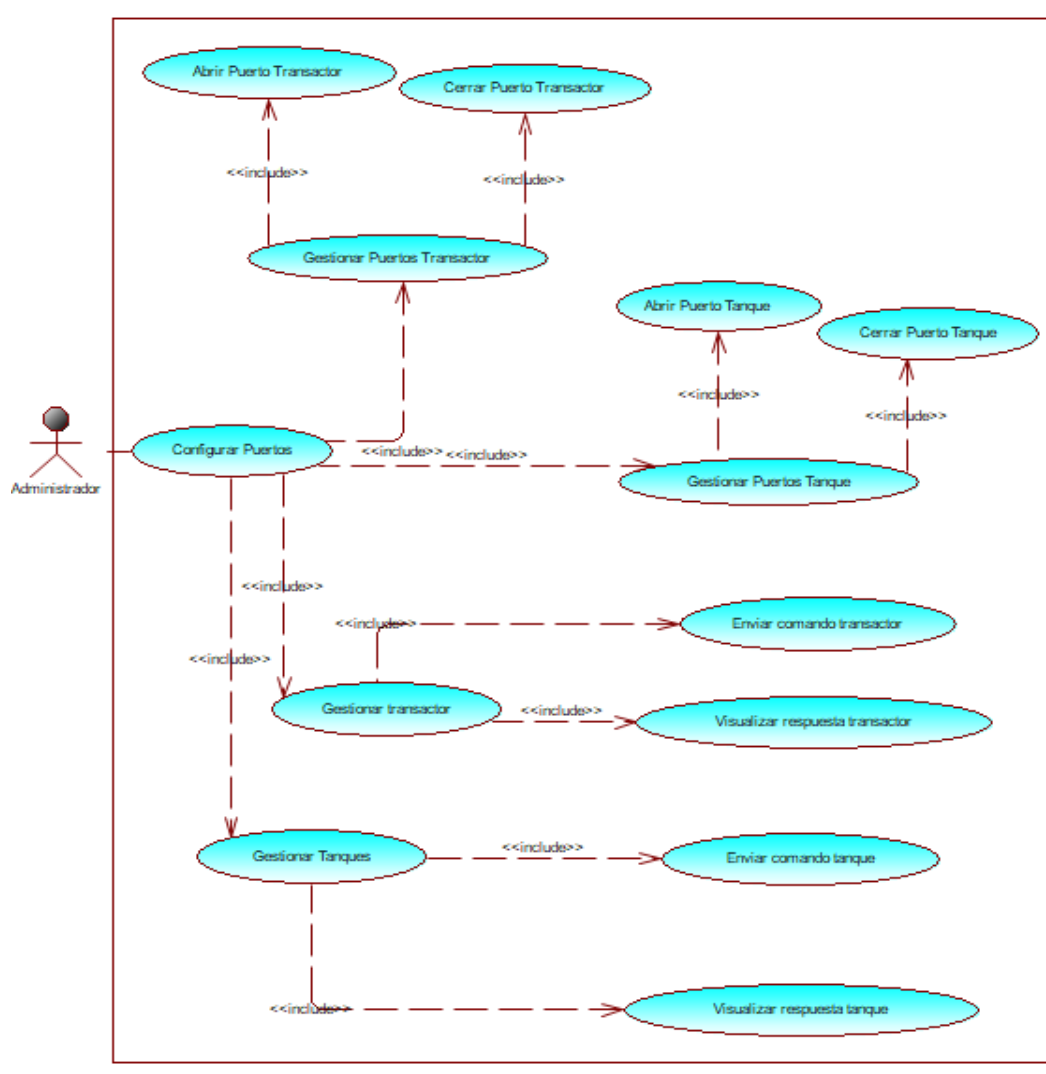 Abrir Puerto Transactor
Cerrar Puerto Transactor
<<include>>
<<include>>
Gestionar Puertos Transactor
Abrir Puerto Tanque
Cerrar Puerto Tanque
<<include>>
<<include>>
Administrador
Configurar Puertos
<<include>>
<<include>>
Gestionar Puertos Tanque
<<include>>
<<include>>
<<include>>
Enviar comando transactor
Gestionar transactor
<<include>>
Visualizar respuesta transactor
Gestionar Tanques
<<include>>
Enviar comando tanque
<<include>>
Visualizar respuesta tanque